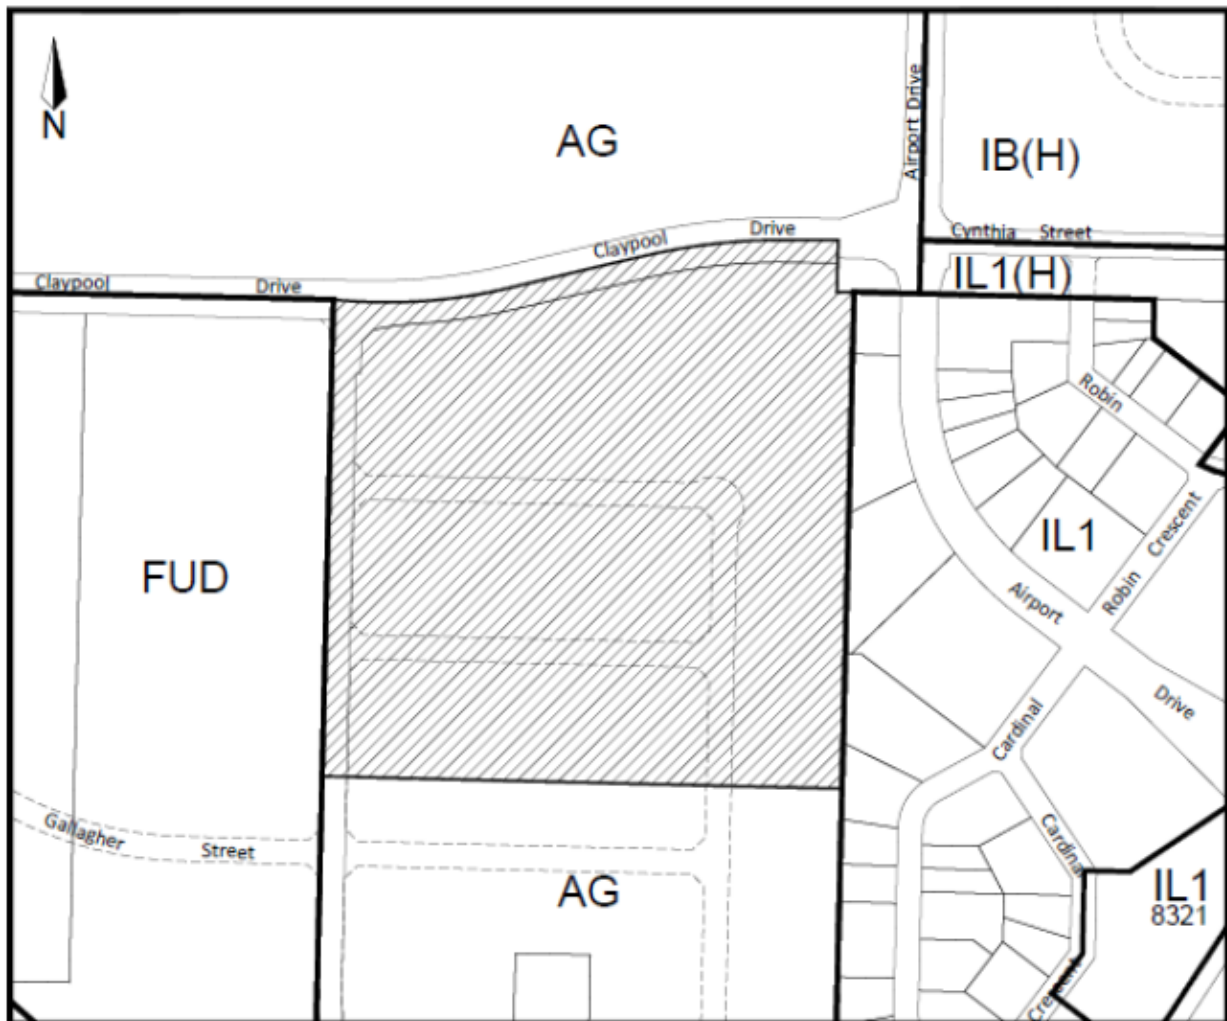 N
AG
Airport Drive
IB(H)
Cynthia Street
Claypool Drive
Claypool Drive
IL1(H)
Robin
Crescent
Robin
IL1
FUD
Airport
Drive
Cardinal
Cardinal
Crescent
Gallagher Street
AG
IL1
8321